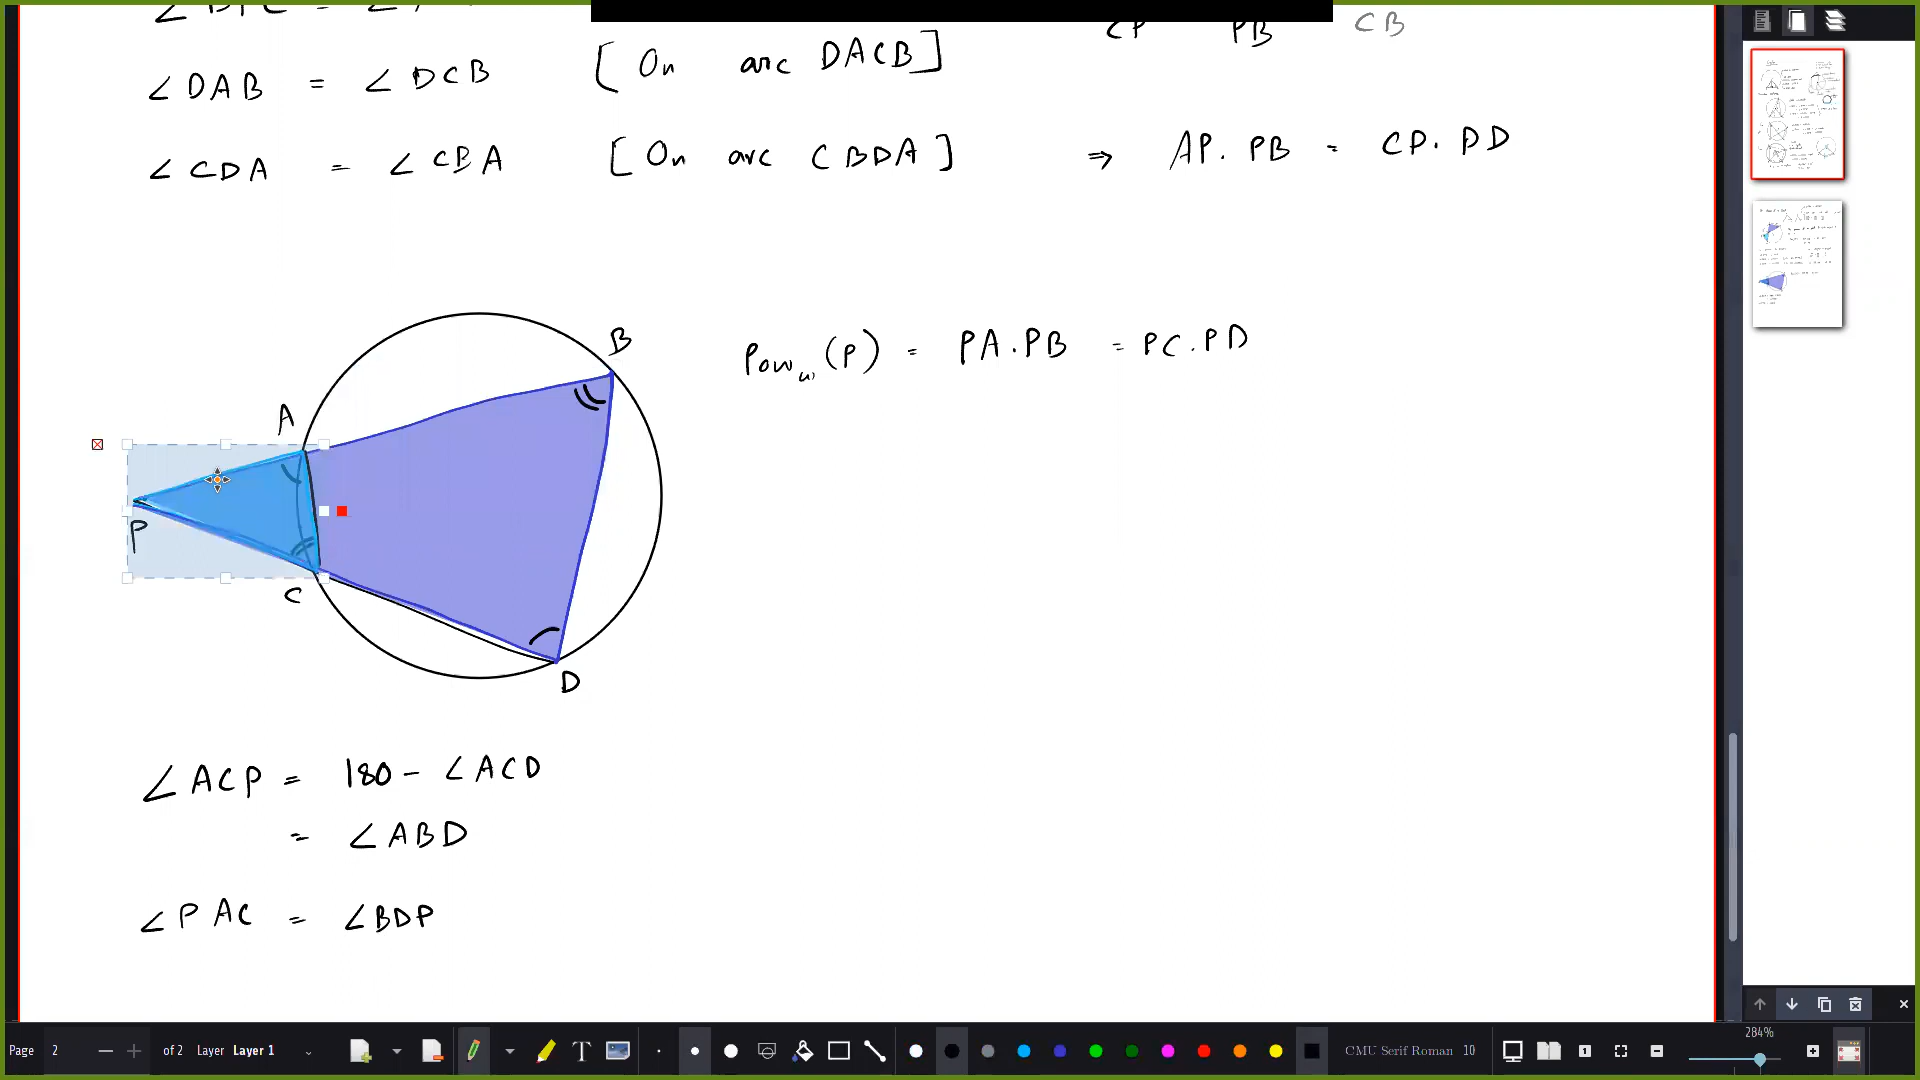 ∠DAB = ∠DCB [On arc DACB]
CP PB CB
∠CDA = ∠CBA [On arc CBDA] ⇒ AP. PB = CP. PD
B
A
P
C
D
Pow_ω(P) = PA.PB = PC.PD
∠ACP = 180 - ∠ACD
= ∠ABD
∠PAC = ∠BDP
284%
Page 2 of 2 Layer Layer 1 CMU Serif Roman 10